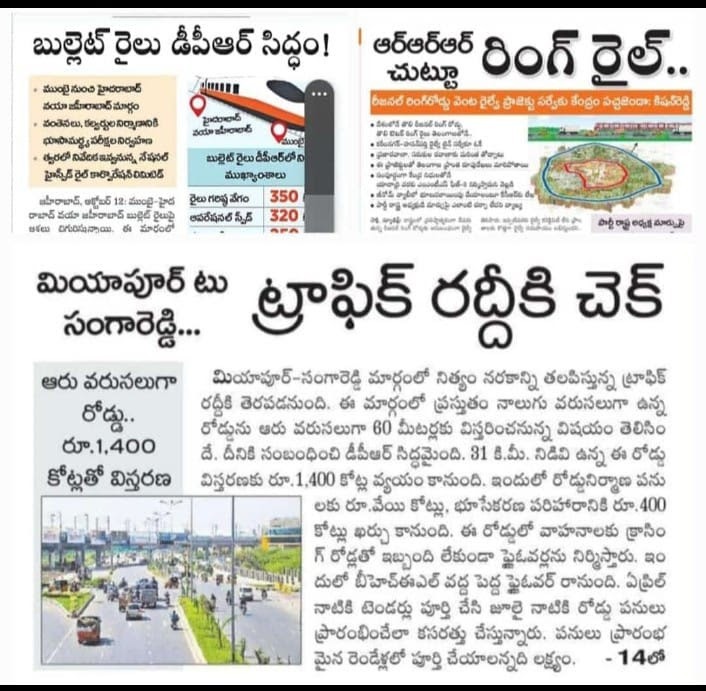 బుల్లెట్ రైలు డీపీఆర్ సిద్ధం!
• ముంబై నుంచి హైదరాబాద్
వయా జహీరాబాద్ మార్గం
• వంతెనలు, కల్వర్టుల నిర్మాణానికి
భూసామర్థ్య పరీక్షల నిర్వహణ
• త్వరలో నివేదిక ఇవ్వనున్న నేషనల్
హైస్పీడ్ రైల్ కార్పొరేషన్ లిమిటెడ్
జహీరాబాద్, అక్టోబర్ 12: ముంబై-హైద
రాబాద్ వయా జహీరాబాద్ బుల్లెట్ రైలుపై
ఆశలు చిగురిస్తున్నాయి. ఈ మార్గంలో
హైదరాబాద్
వయా జహీరాబాద్
ముంబై
బుల్లెట్ రైలు డీపీఆర్‌లోని
ముఖ్యాంశాలు
రైలు గరిష్ఠ వేగం 350
ఆపరేషనల్ స్పీడ్ 320
ఆర్ఆర్ఆర్
చుట్టూ
రింగ్ రైల్..
రీజనల్ రింగ్‌రోడ్డు వెంట రైల్వే ప్రాజెక్టు సర్వేకు కేంద్రం పచ్చజెండా: కిషన్‌రెడ్డి
పార్టీ రాష్ట్ర అధ్యక్ష మార్పుపై
మియాపూర్ టు
సంగారెడ్డి...
ట్రాఫిక్ రద్దీకి చెక్
ఆరు వరుసలుగా
రోడ్డు..
రూ.1,400
కోట్లతో విస్తరణ
మియాపూర్-సంగారెడ్డి మార్గంలో నిత్యం నరకాన్ని తలపిస్తున్న ట్రాఫిక్
రద్దీకి తెరపడనుంది. ఈ మార్గంలో ప్రస్తుతం నాలుగు వరుసలుగా ఉన్న
రోడ్డును ఆరు వరుసలుగా 60 మీటర్లకు విస్తరించనున్న విషయం తెలిసిం
దే. దీనికి సంబంధించి డీపీఆర్ సిద్ధమైంది. 31 కి.మీ. నిడివి ఉన్న ఈ రోడ్డు
విస్తరణకు రూ.1,400 కోట్ల వ్యయం కానుంది. ఇందులో రోడ్డునిర్మాణ పను
లకు రూ.వేయి కోట్లు, భూసేకరణ పరిహారానికి రూ.400
కోట్లు ఖర్చు కానుంది. ఈ రోడ్డులో వాహనాలకు క్రాసిం
గ్ రోడ్లతో ఇబ్బంది లేకుండా ఫ్లైఓవర్లను నిర్మిస్తారు. ఇం
దులో బీహెచ్ఈఎల్ వద్ద పెద్ద ఫ్లైఓవర్ రానుంది. ఏప్రిల్
నాటికి టెండర్లు పూర్తి చేసి జూలై నాటికి రోడ్డు పనులు
ప్రారంభించేలా కసరత్తు చేస్తున్నారు. పనులు ప్రారంభ
మైన రెండేళ్లలో పూర్తి చేయాలన్నది లక్ష్యం. - 14లో